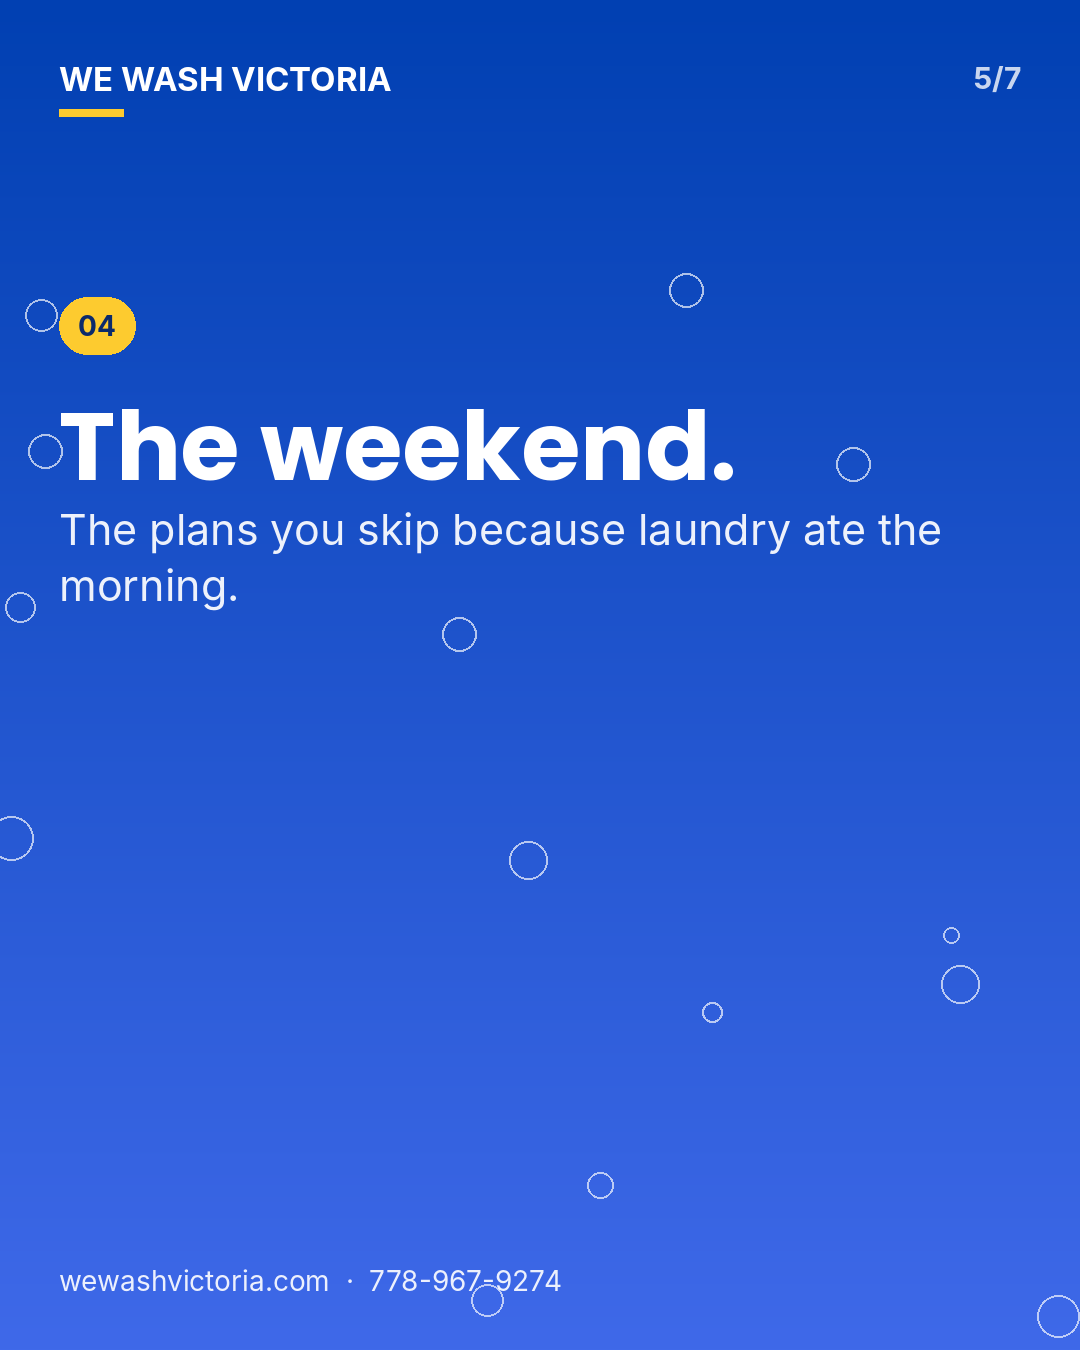 WE WASH VICTORIA
5/7
04
The weekend.
The plans you skip because laundry ate the
morning.
wewashvictoria.com · 778-967-9274